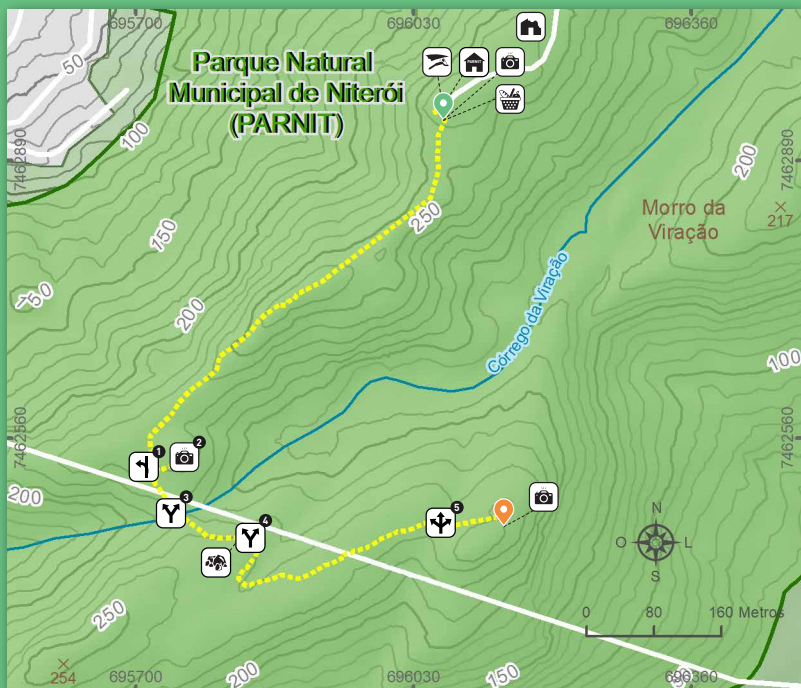 695700
696030
696360
Parque Natural
Municipal de Niterói
(PARNIT)
50
100
PARNIT
7462890
7462890
200
Morro da
Viração
217
250
150
150
200
Córrego da Viração
100
7462560
7462560
1
2
200
3
4
5
N
O
L
S
0
80
160 Metros
250
254
695700
200
696030
150
696360